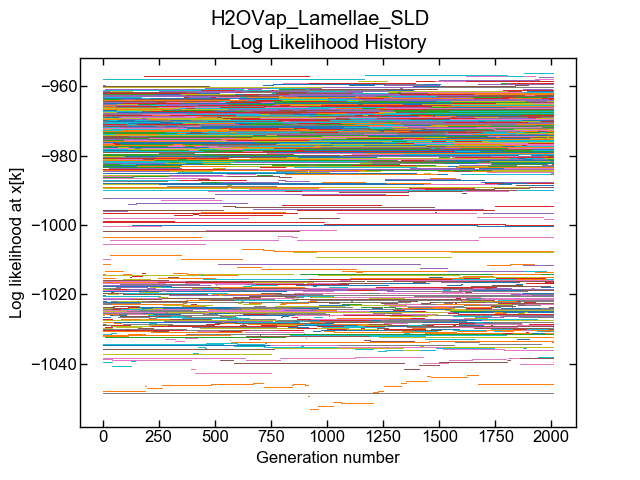 H2OVap_Lamellae_SLD
Log Likelihood History
Log likelihood at x[k]
−960
−980
−1000
−1020
−1040
0 250 500 750 1000 1250 1500 1750 2000
Generation number